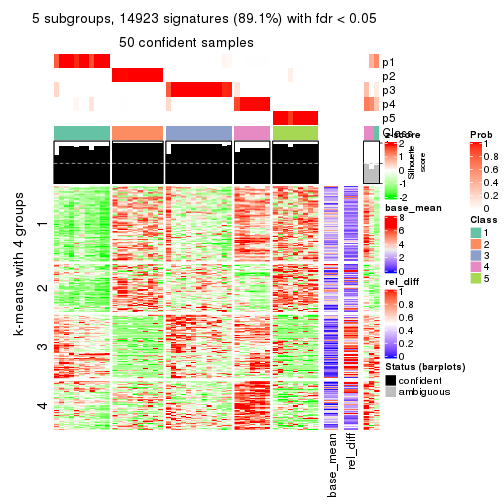 5 subgroups, 14923 signatures (89.1%) with fdr < 0.05
50 confident samples
p1
p2
p3
p4
p5
Class
k-means with 4 groups
1
2
3
4
base_mean
rel_diff
z-score
2
1
0
-1
-2
Silhouette
score
base_mean
8
6
4
2
0
rel_diff
1
0.8
0.6
0.4
0.2
0
Status (barplots)
confident
ambiguous
Prob
1
0.8
0.6
0.4
0.2
0
Class
1
2
3
4
5